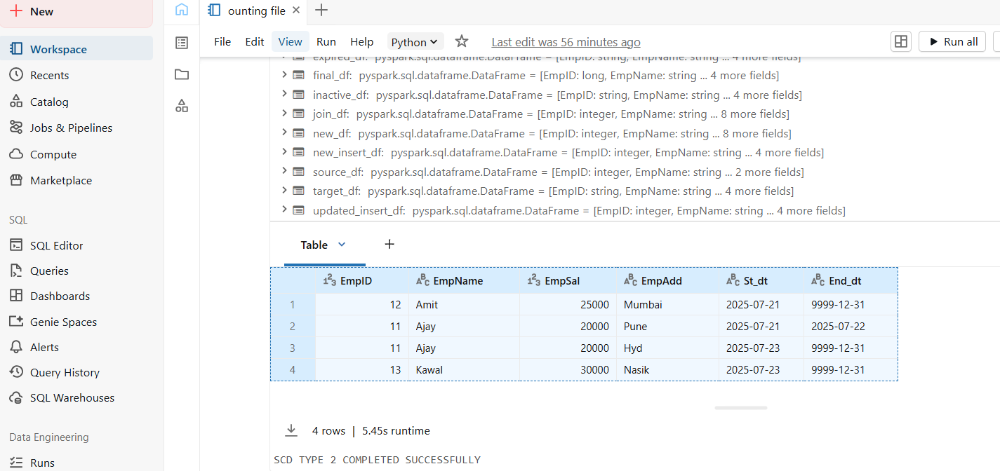 New
Workspace
Recents
Catalog
Jobs & Pipelines
Compute
Marketplace
SQL
SQL Editor
Queries
Dashboards
Genie Spaces
Alerts
Query History
SQL Warehouses
Data Engineering
Runs
ounting file
File Edit View Run Help Python Last edit was 56 minutes ago Run all
expired_df: pyspark.sql.dataframe.DataFrame = [EmpID: string, EmpName: string ... 4 more fields]
final_df: pyspark.sql.dataframe.DataFrame = [EmpID: long, EmpName: string ... 4 more fields]
inactive_df: pyspark.sql.dataframe.DataFrame = [EmpID: string, EmpName: string ... 4 more fields]
join_df: pyspark.sql.dataframe.DataFrame = [EmpID: integer, EmpName: string ... 8 more fields]
new_df: pyspark.sql.dataframe.DataFrame = [EmpID: integer, EmpName: string ... 8 more fields]
new_insert_df: pyspark.sql.dataframe.DataFrame = [EmpID: integer, EmpName: string ... 4 more fields]
source_df: pyspark.sql.dataframe.DataFrame = [EmpID: integer, EmpName: string ... 2 more fields]
target_df: pyspark.sql.dataframe.DataFrame = [EmpID: string, EmpName: string ... 4 more fields]
updated_insert_df: pyspark.sql.dataframe.DataFrame = [EmpID: integer, EmpName: string ... 4 more fields]
Table
123 EmpID ABC EmpName 123 EmpSal ABC EmpAdd ABC St_dt ABC End_dt
1 12 Amit 25000 Mumbai 2025-07-21 9999-12-31
2 11 Ajay 20000 Pune 2025-07-21 2025-07-22
3 11 Ajay 20000 Hyd 2025-07-23 9999-12-31
4 13 Kawal 30000 Nasik 2025-07-23 9999-12-31
4 rows | 5.45s runtime
SCD TYPE 2 COMPLETED SUCCESSFULLY